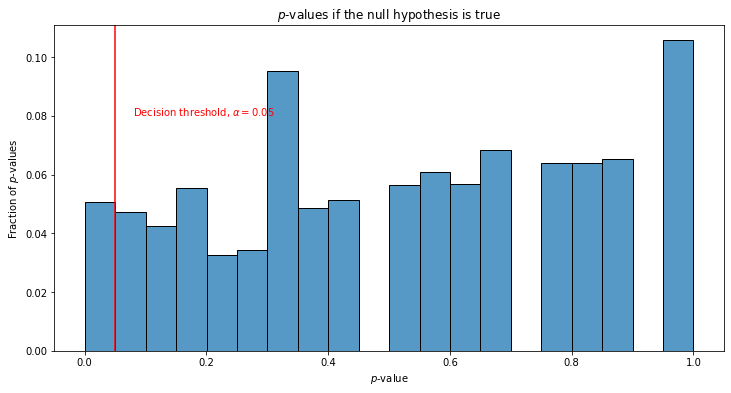 p-values if the null hypothesis is true
0.10
0.08
0.06
0.04
0.02
0.00
Fraction of p-values
Decision threshold, α = 0.05
0.0 0.2 0.4 0.6 0.8 1.0
p-value